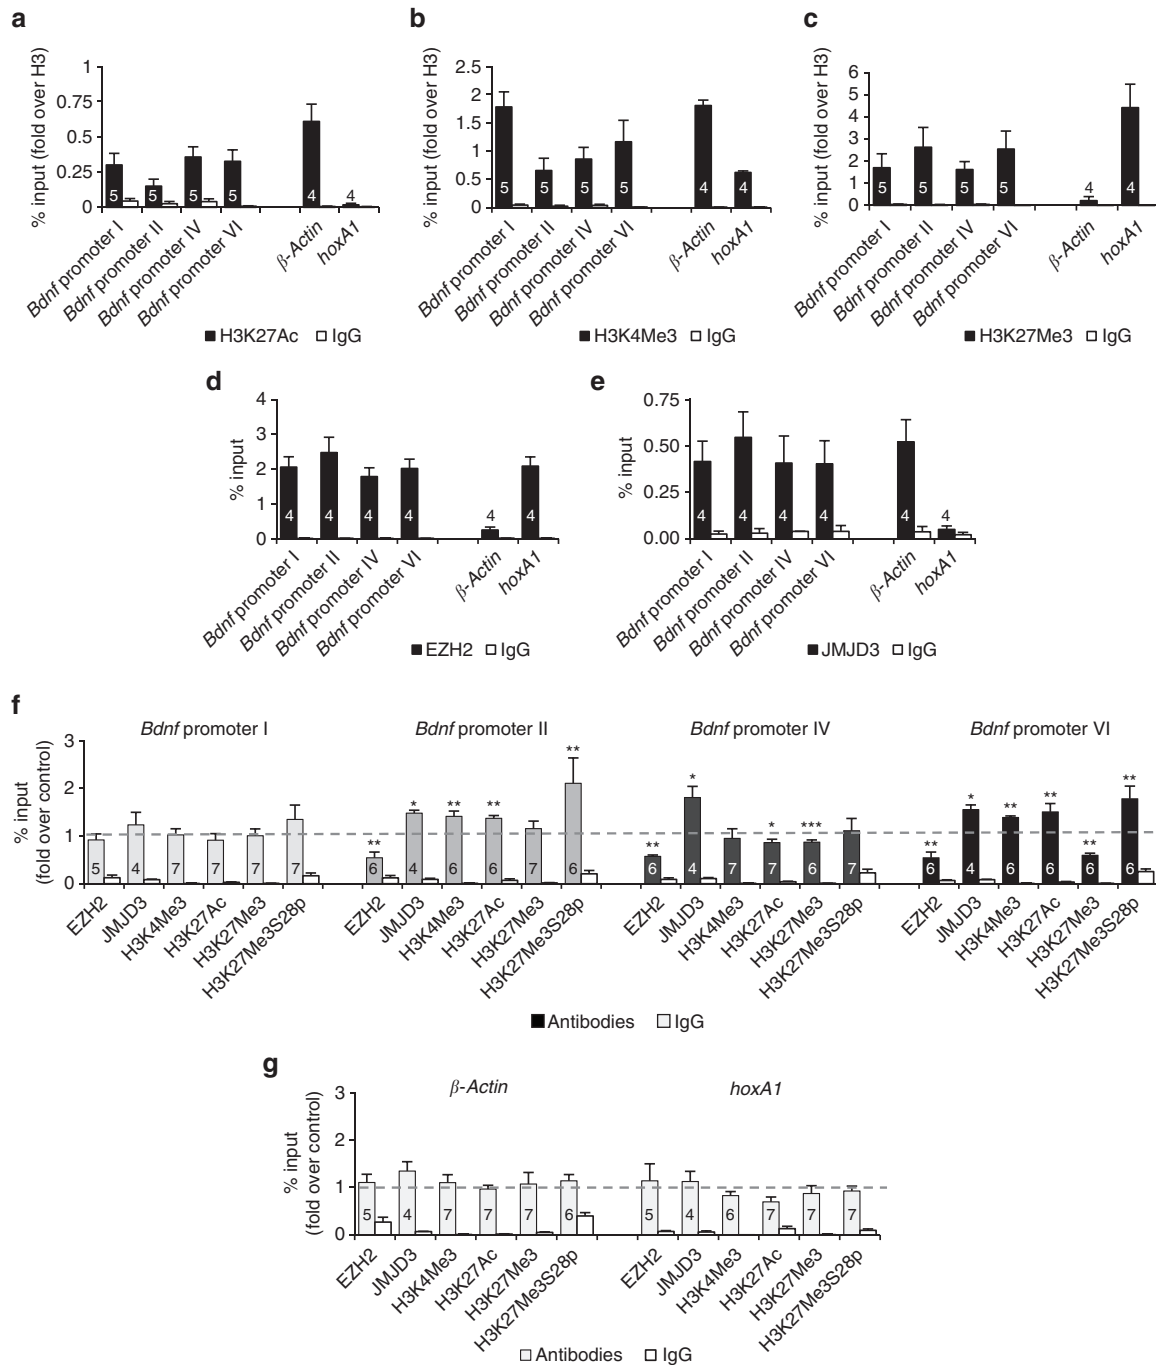 a
% input (fold over H3)
1
0.75
0.5
0.25
0
5
5
5
5
4
4
Bdnf promoter I
Bdnf promoter II
Bdnf promoter IV
Bdnf promoter VI
β-Actin
hoxA1
H3K27Ac IgG
b
% input (fold over H3)
2.5
2
1.5
1
0.5
0
5
5
5
5
4
4
Bdnf promoter I
Bdnf promoter II
Bdnf promoter IV
Bdnf promoter VI
β-Actin
hoxA1
H3K4Me3 IgG
c
% input (fold over H3)
6
5
4
3
2
1
0
5
5
5
5
4
4
Bdnf promoter I
Bdnf promoter II
Bdnf promoter IV
Bdnf promoter VI
β-Actin
hoxA1
H3K27Me3 IgG
d
% input
4
3
2
1
0
4
4
4
4
4
4
Bdnf promoter I
Bdnf promoter II
Bdnf promoter IV
Bdnf promoter VI
β-Actin
hoxA1
EZH2 IgG
e
% input
0.75
0.50
0.25
0.00
4
4
4
4
4
4
Bdnf promoter I
Bdnf promoter II
Bdnf promoter IV
Bdnf promoter VI
β-Actin
hoxA1
JMJD3 IgG
f
% input
(fold over control)
3
2
1
0
Bdnf promoter I
5 4 7 7 7 7
EZH2
JMJD3
H3K4Me3
H3K27Ac
H3K27Me3
H3K27Me3S28p
Bdnf promoter II
** * ** ** **
6 4 6 6 7 6
EZH2
JMJD3
H3K4Me3
H3K27Ac
H3K27Me3
H3K27Me3S28p
Bdnf promoter IV
** * * ***
6 4 7 7 6 7
EZH2
JMJD3
H3K4Me3
H3K27Ac
H3K27Me3
H3K27Me3S28p
Bdnf promoter VI
** * ** ** ** **
6 4 6 6 6 6
EZH2
JMJD3
H3K4Me3
H3K27Ac
H3K27Me3
H3K27Me3S28p
Antibodies IgG
g
% input
(fold over control)
3
2
1
0
β-Actin
5 4 7 7 7 6
EZH2
JMJD3
H3K4Me3
H3K27Ac
H3K27Me3
H3K27Me3S28p
hoxA1
5 4 6 7 7 7
EZH2
JMJD3
H3K4Me3
H3K27Ac
H3K27Me3
H3K27Me3S28p
Antibodies IgG